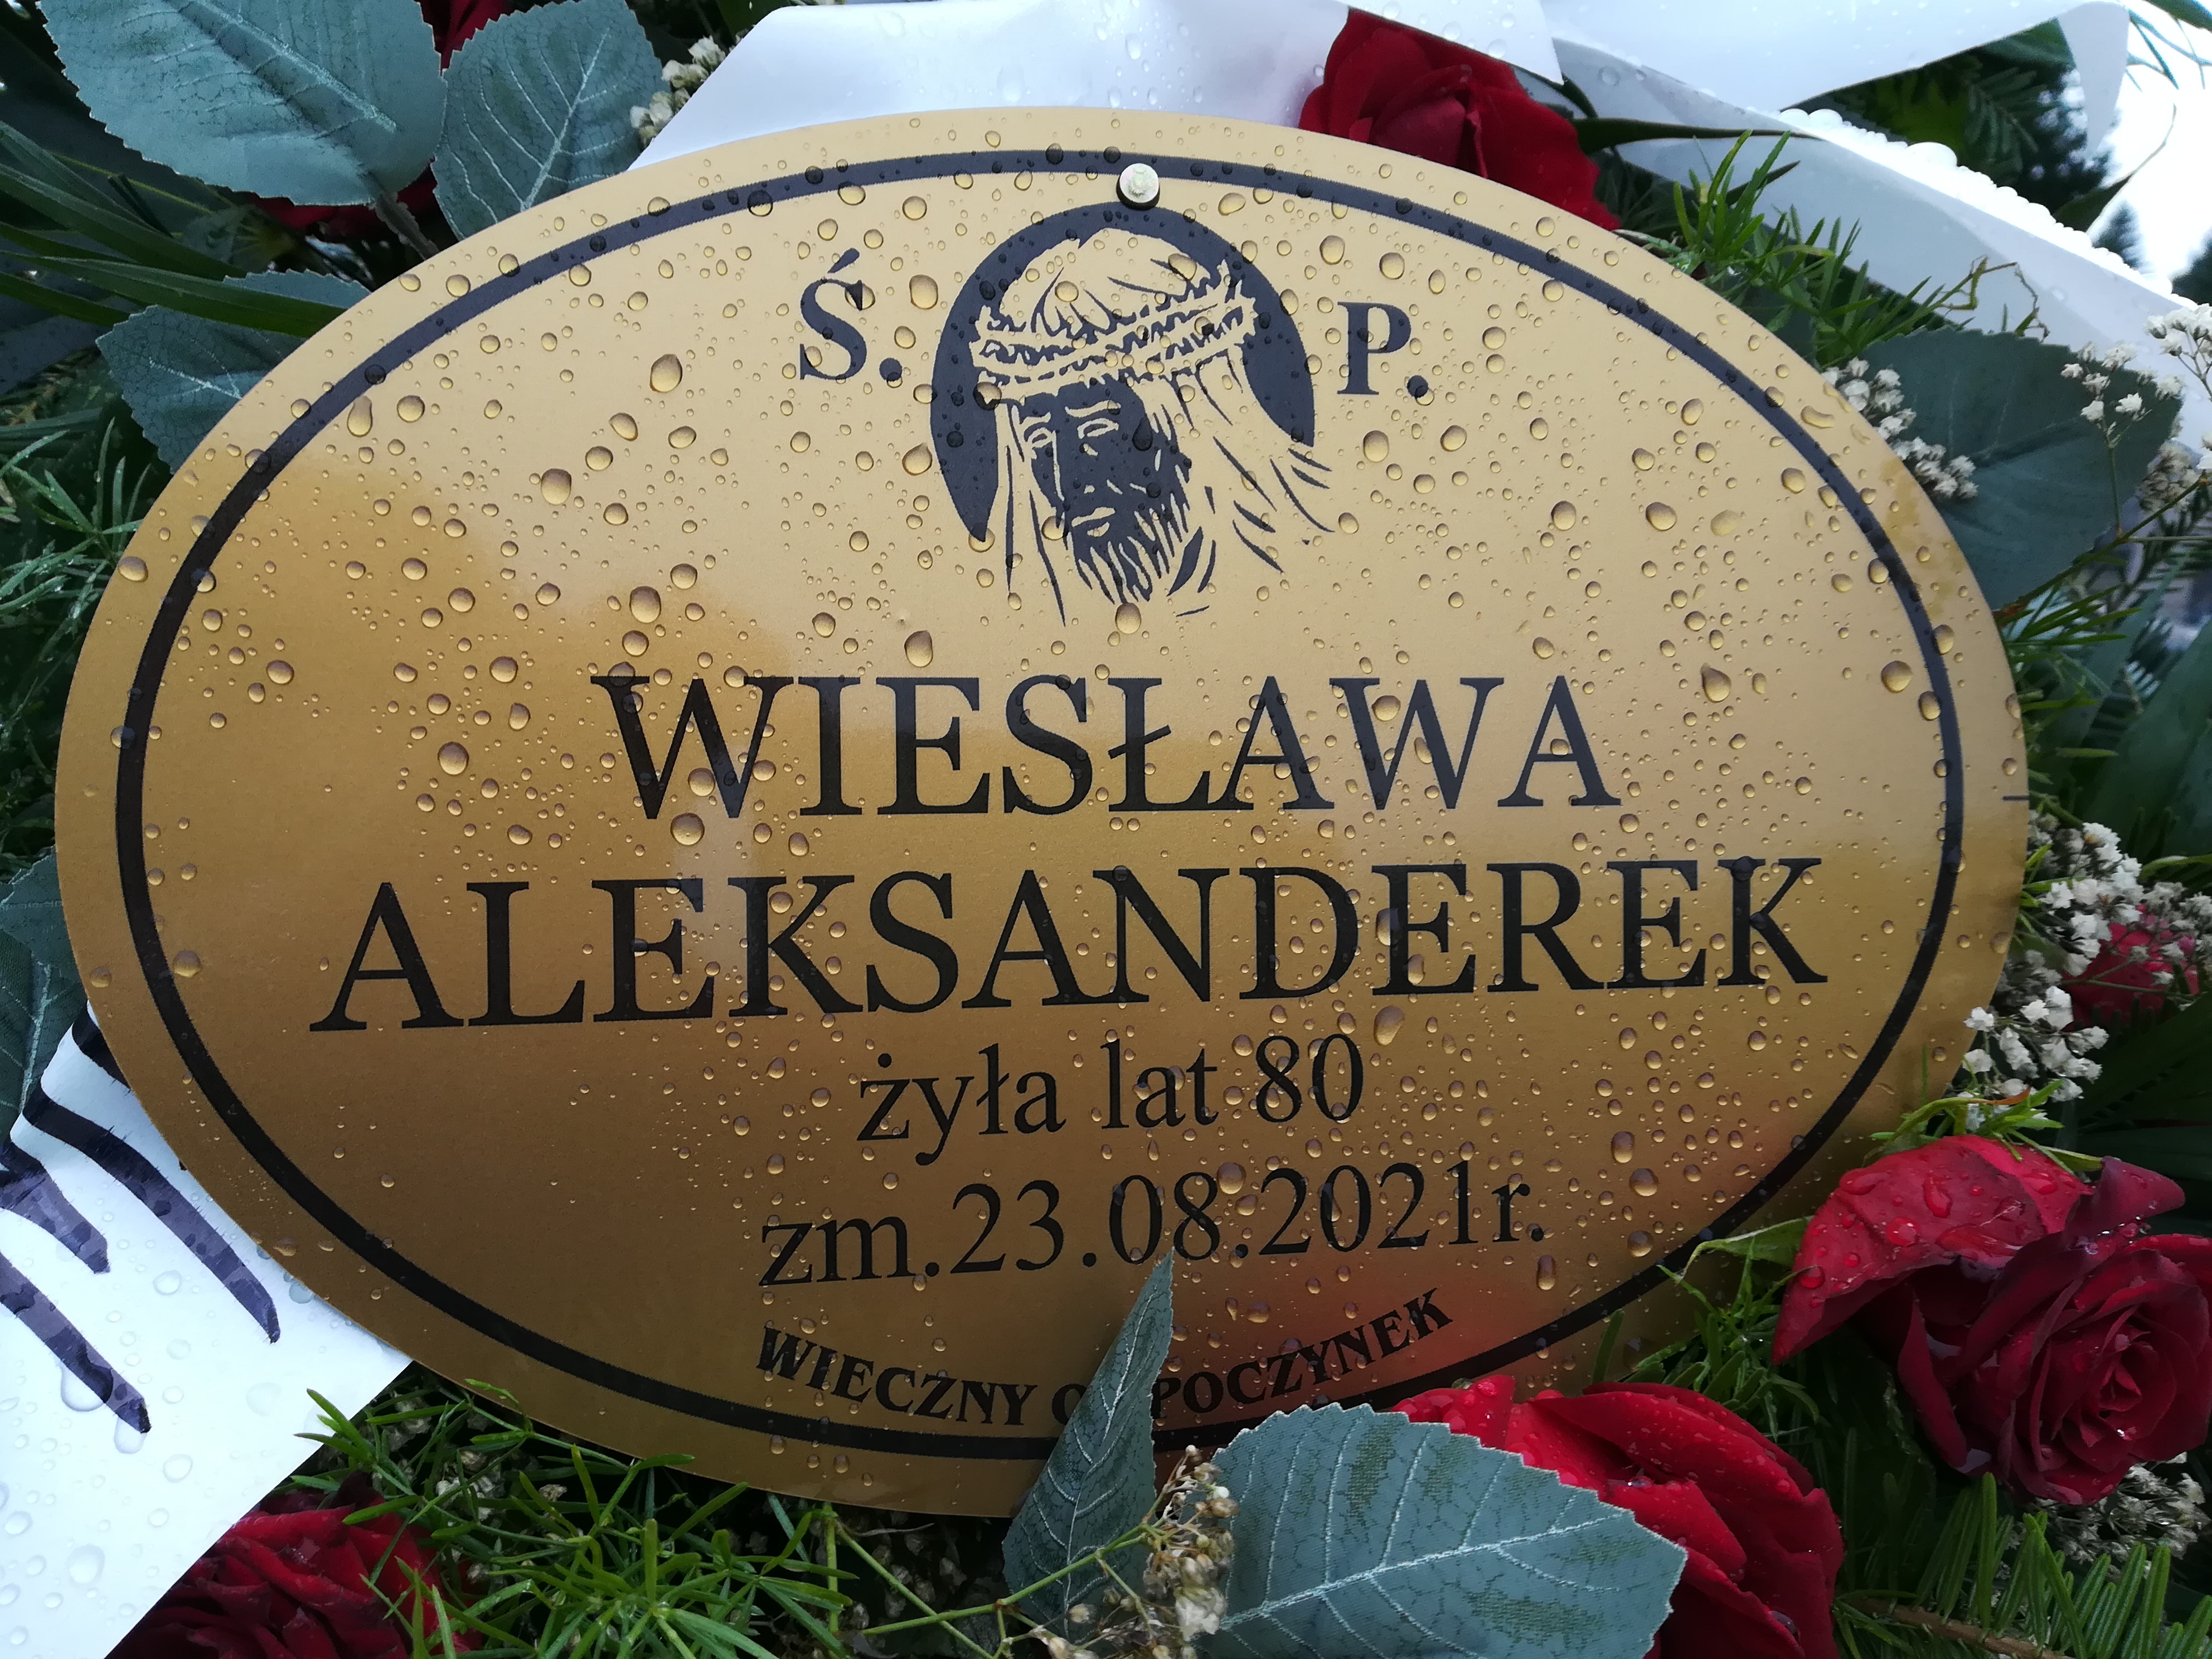 Ś. P.
WIESŁAWA
ALEKSANDEREK
żyła lat 80
zm.23.08.2021r.
WIECZNY